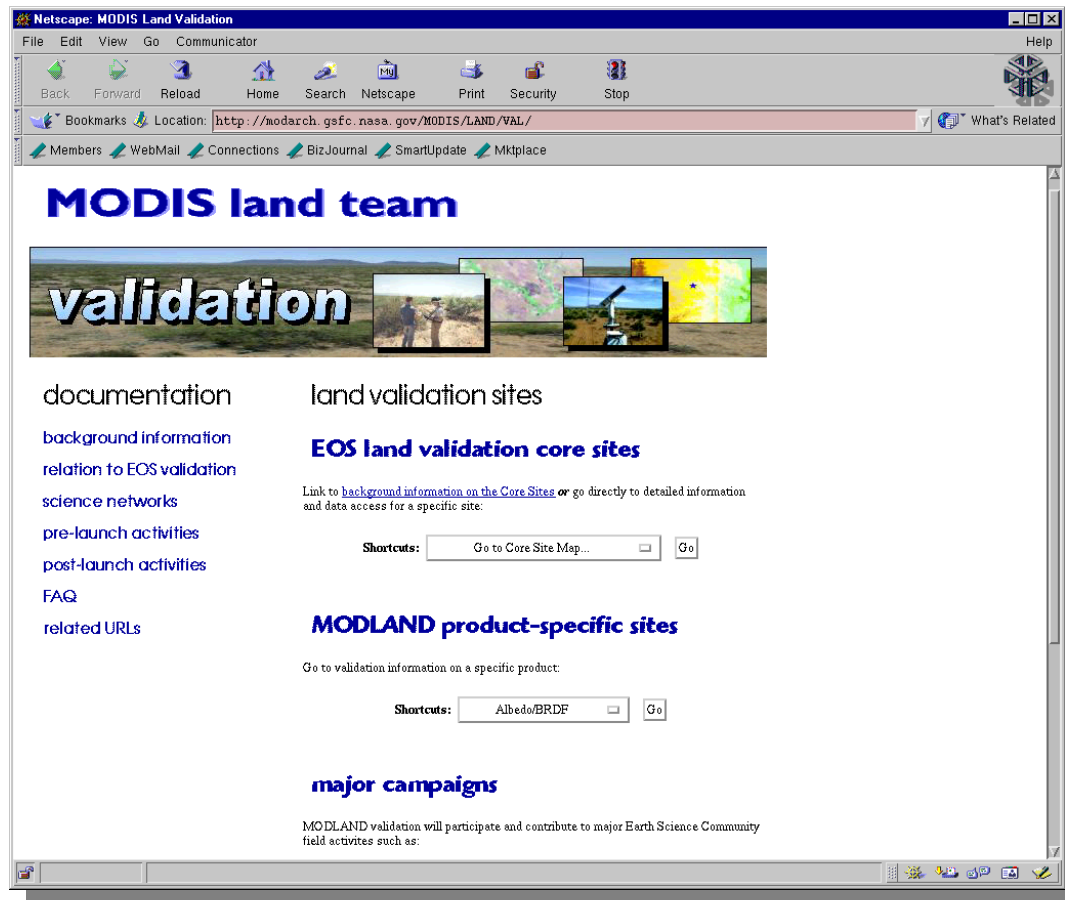 Netscape: MODIS Land Validation
File Edit View Go Communicator Help
Back Forward Reload Home Search Netscape Print Security Stop
My
Bookmarks Location: http://modarch.gsfc.nasa.gov/MODIS/LAND/VAL/ What's Related
Members WebMail Connections BizJournal SmartUpdate Mktplace
MODIS land team
validation
documentation
background information
relation to EOS validation
science networks
pre-launch activities
post-launch activities
FAQ
related URLs
land validation sites
EOS land validation core sites
Link to background information on the Core Sites or go directly to detailed information
and data access for a specific site:
Shortcuts: Go to Core Site Map... Go
MODLAND product-specific sites
Go to validation information on a specific product:
Shortcuts: Albedo/BRDF Go
major campaigns
MODLAND validation will participate and contribute to major Earth Science Community
field activites such as: